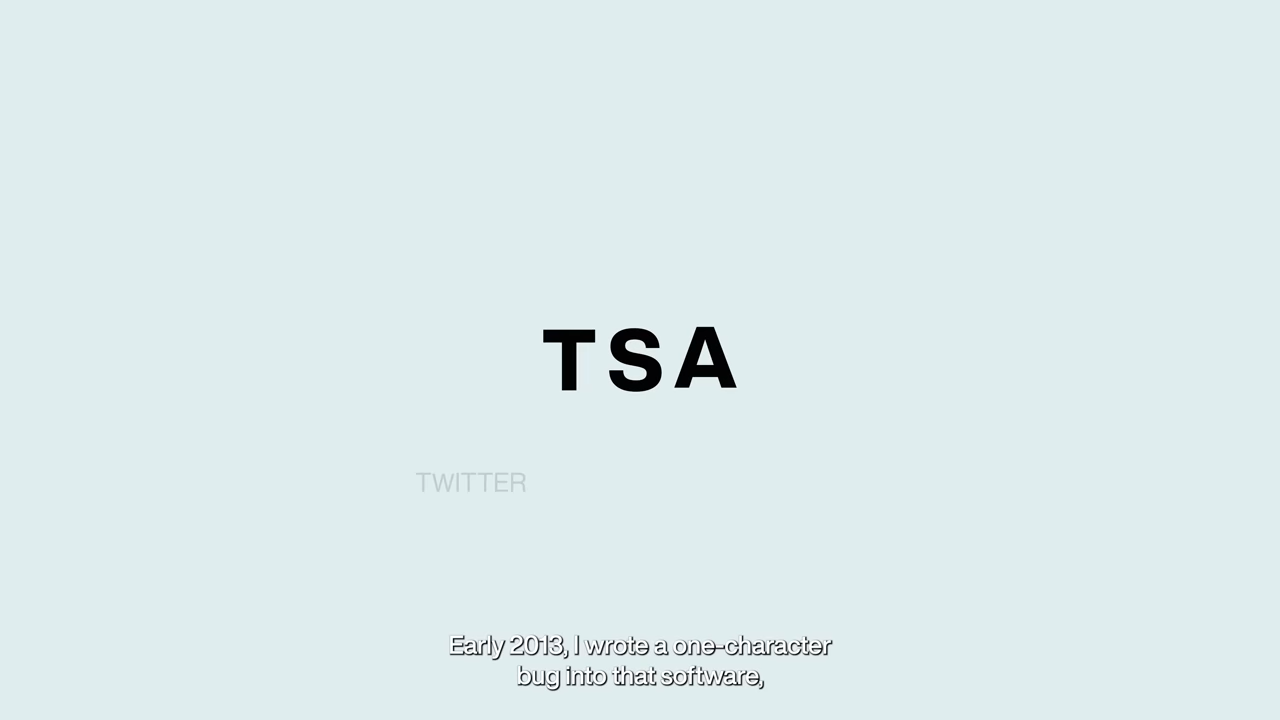 TSA
TWITTER
Early 2013, I wrote a one-character
bug into that software,